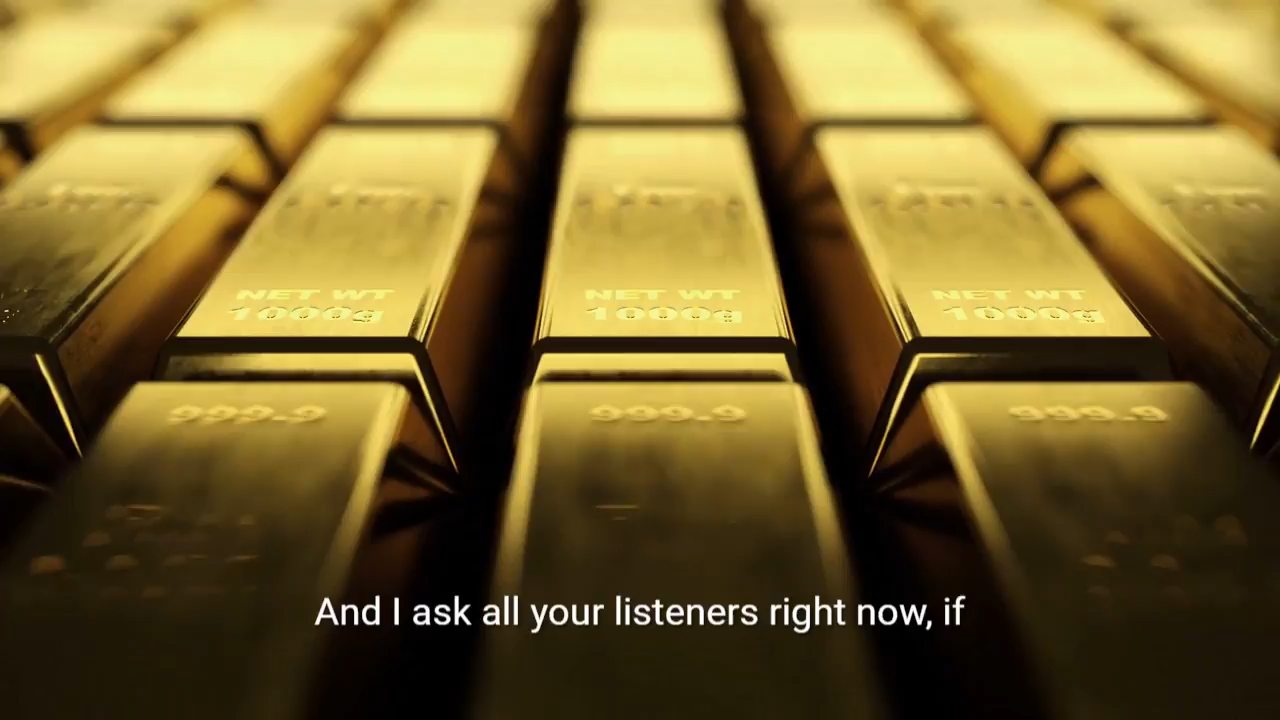 NET WT NET WT NET WT
1000g 1000g 1000g
999.9 999.9 999.9
And I ask all your listeners right now, if